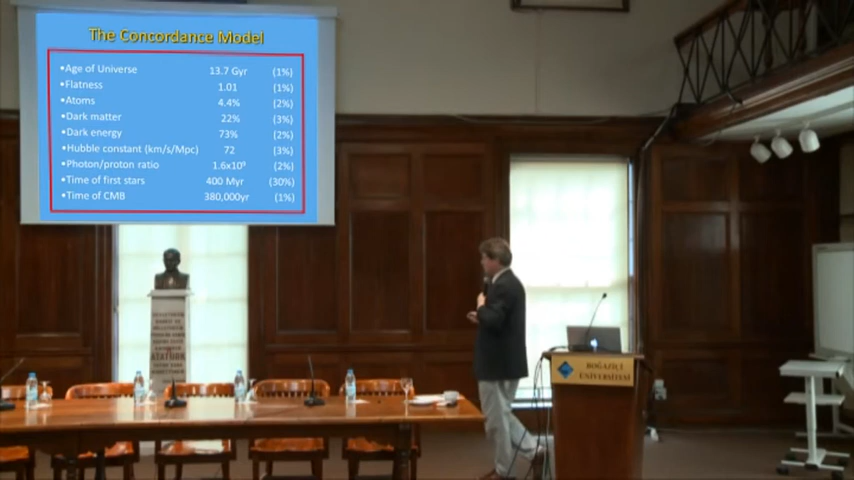 The Concordance Model
•Age of Universe 13.7 Gyr (1%)
•Flatness 1.01 (1%)
•Atoms 4.4% (2%)
•Dark matter 22% (3%)
•Dark energy 73% (2%)
•Hubble constant (km/s/Mpc) 72 (3%)
•Photon/proton ratio 1.6x10⁹ (2%)
•Time of first stars 400 Myr (30%)
•Time of CMB 380,000yr (1%)
ATATÜRK
BOĞAZİÇİ
ÜNİVERSİTESİ